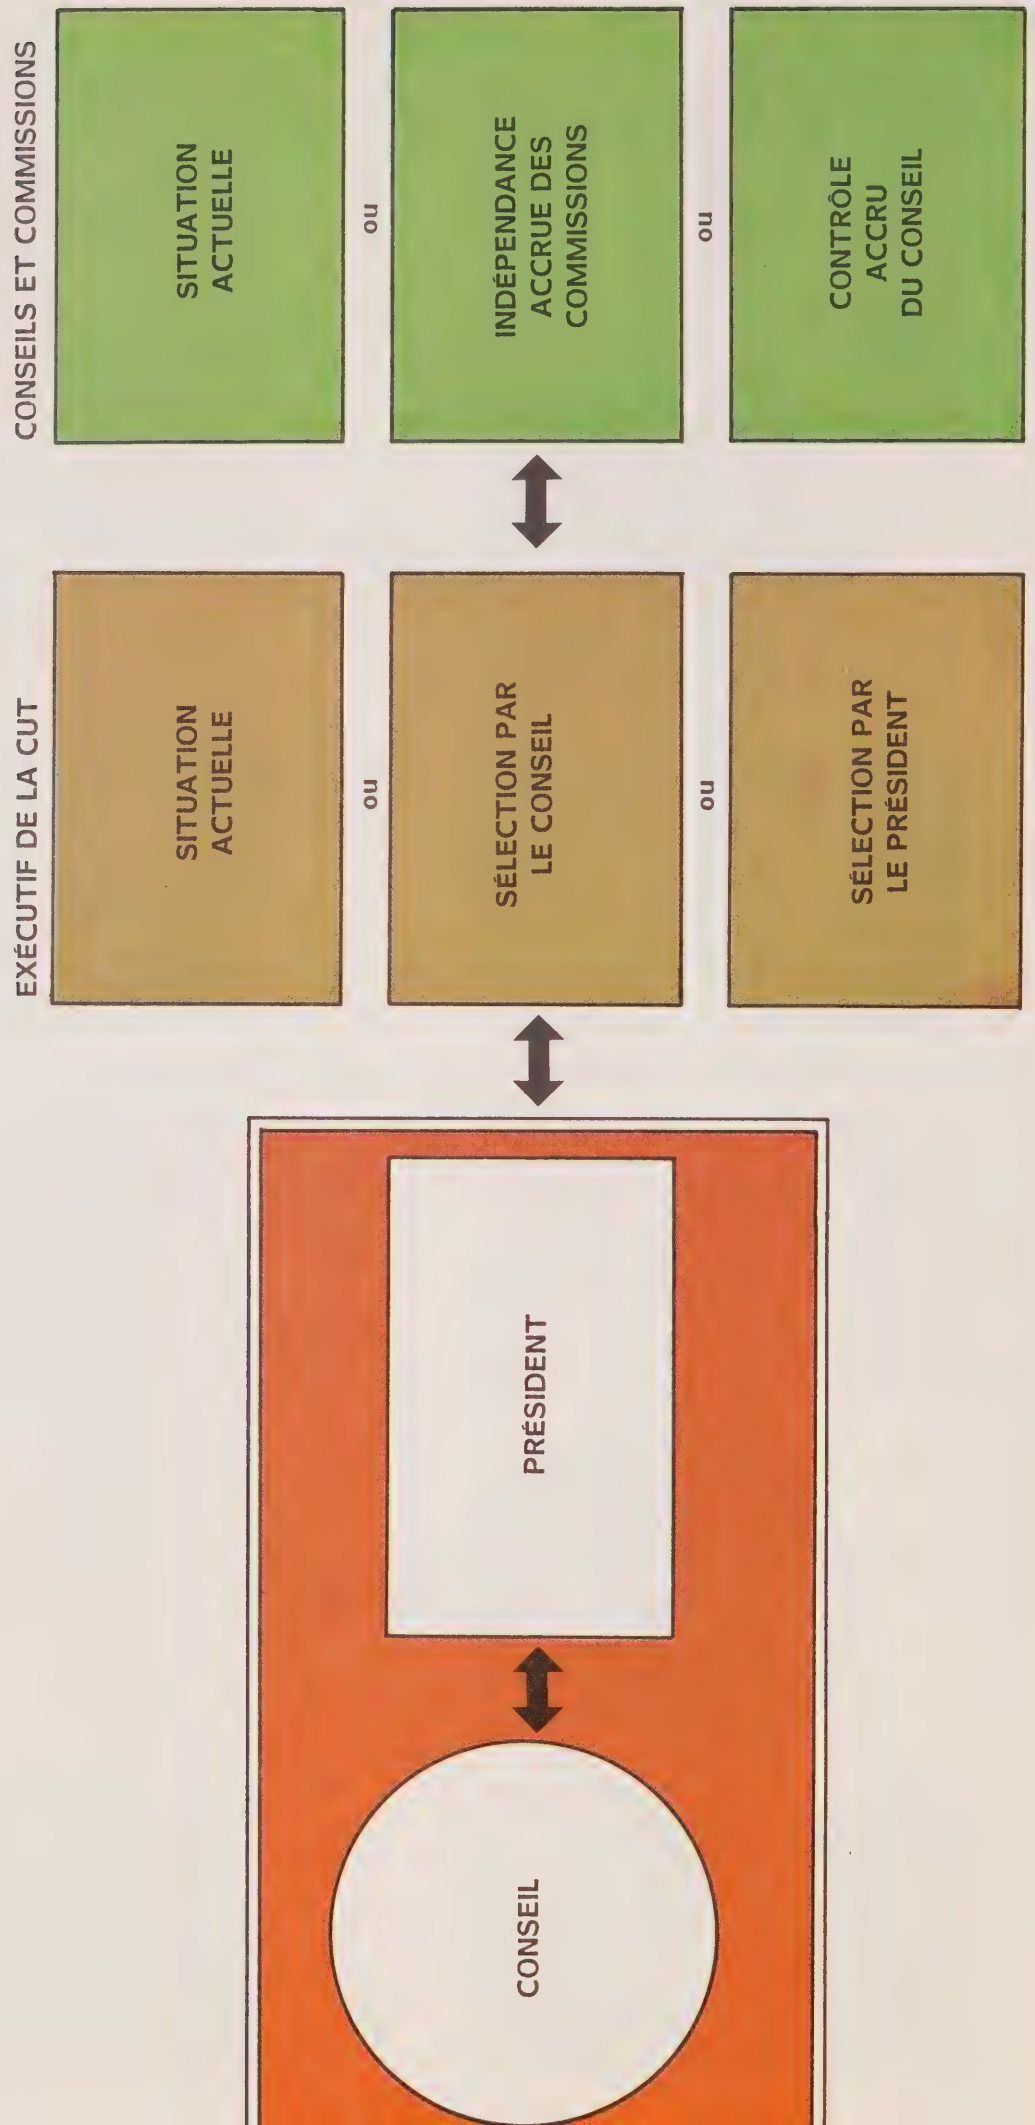 CONSEIL
PRÉSIDENT
EXÉCUTIF DE LA CUT
SITUATION
ACTUELLE
ou
SÉLECTION PAR
LE CONSEIL
ou
SÉLECTION PAR
LE PRÉSIDENT
CONSEILS ET COMMISSIONS
SITUATION
ACTUELLE
ou
INDÉPENDANCE
ACCRUE DES
COMMISSIONS
ou
CONTRÔLE
ACCRU
DU CONSEIL